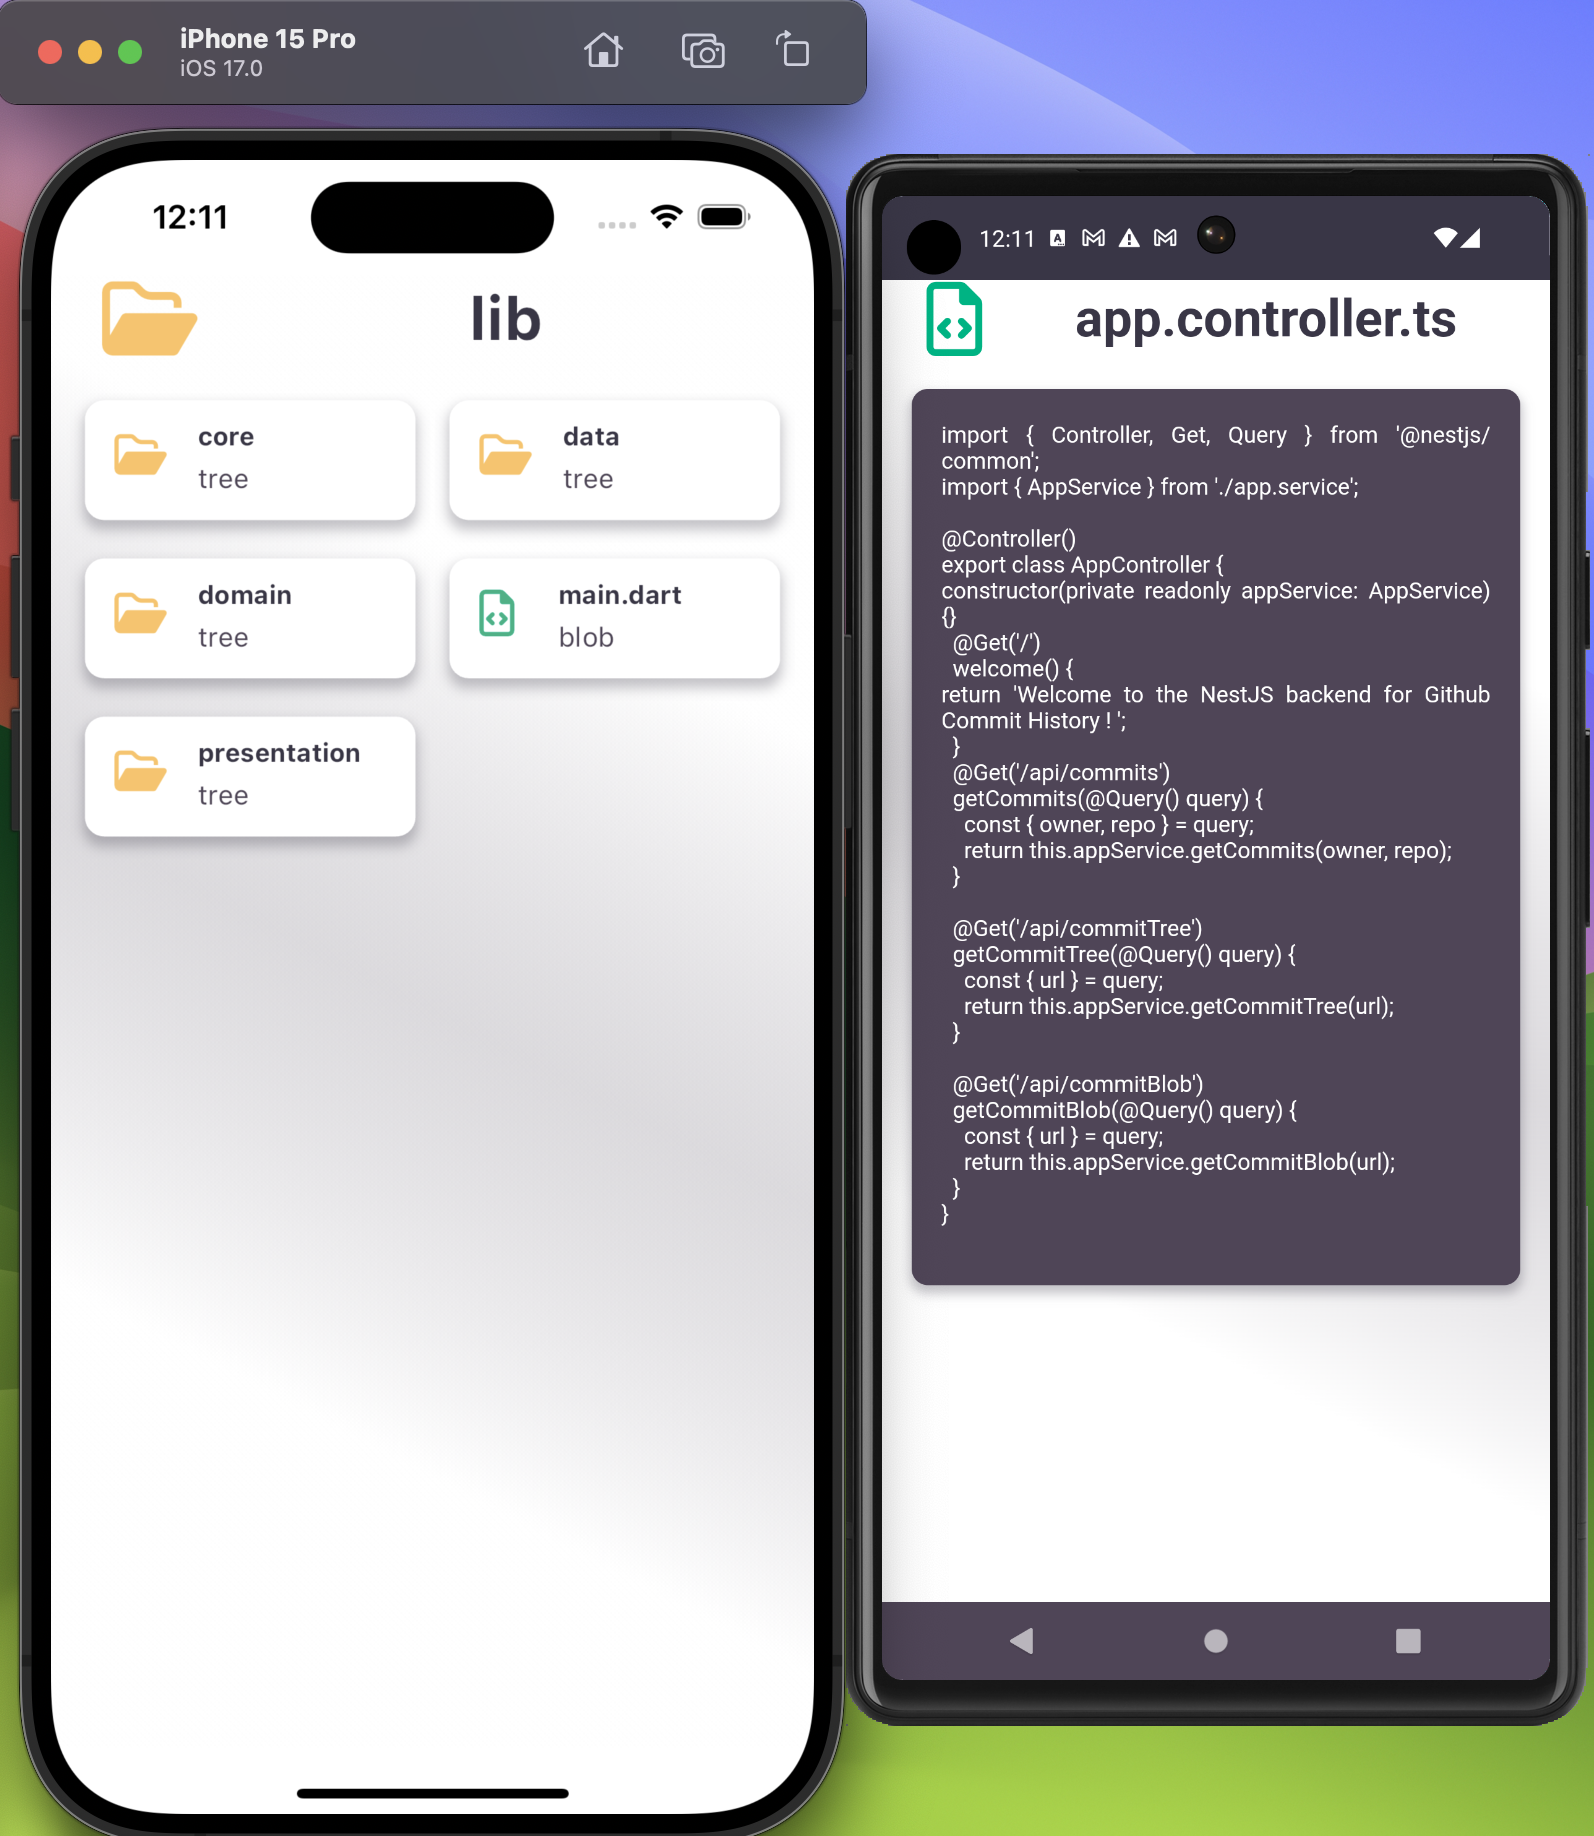 iPhone 15 Pro
iOS 17.0
12:11
lib
core
tree
data
tree
domain
tree
main.dart
blob
presentation
tree
12:11
app.controller.ts
import { Controller, Get, Query } from '@nestjs/
common';
import { AppService } from './app.service';
@Controller()
export class AppController {
constructor(private readonly appService: AppService)
{}
@Get('/')
welcome() {
return 'Welcome to the NestJS backend for Github
Commit History ! ';
}
@Get('/api/commits')
getCommits(@Query() query) {
const { owner, repo } = query;
return this.appService.getCommits(owner, repo);
}
@Get('/api/commitTree')
getCommitTree(@Query() query) {
const { url } = query;
return this.appService.getCommitTree(url);
}
@Get('/api/commitBlob')
getCommitBlob(@Query() query) {
const { url } = query;
return this.appService.getCommitBlob(url);
}
}